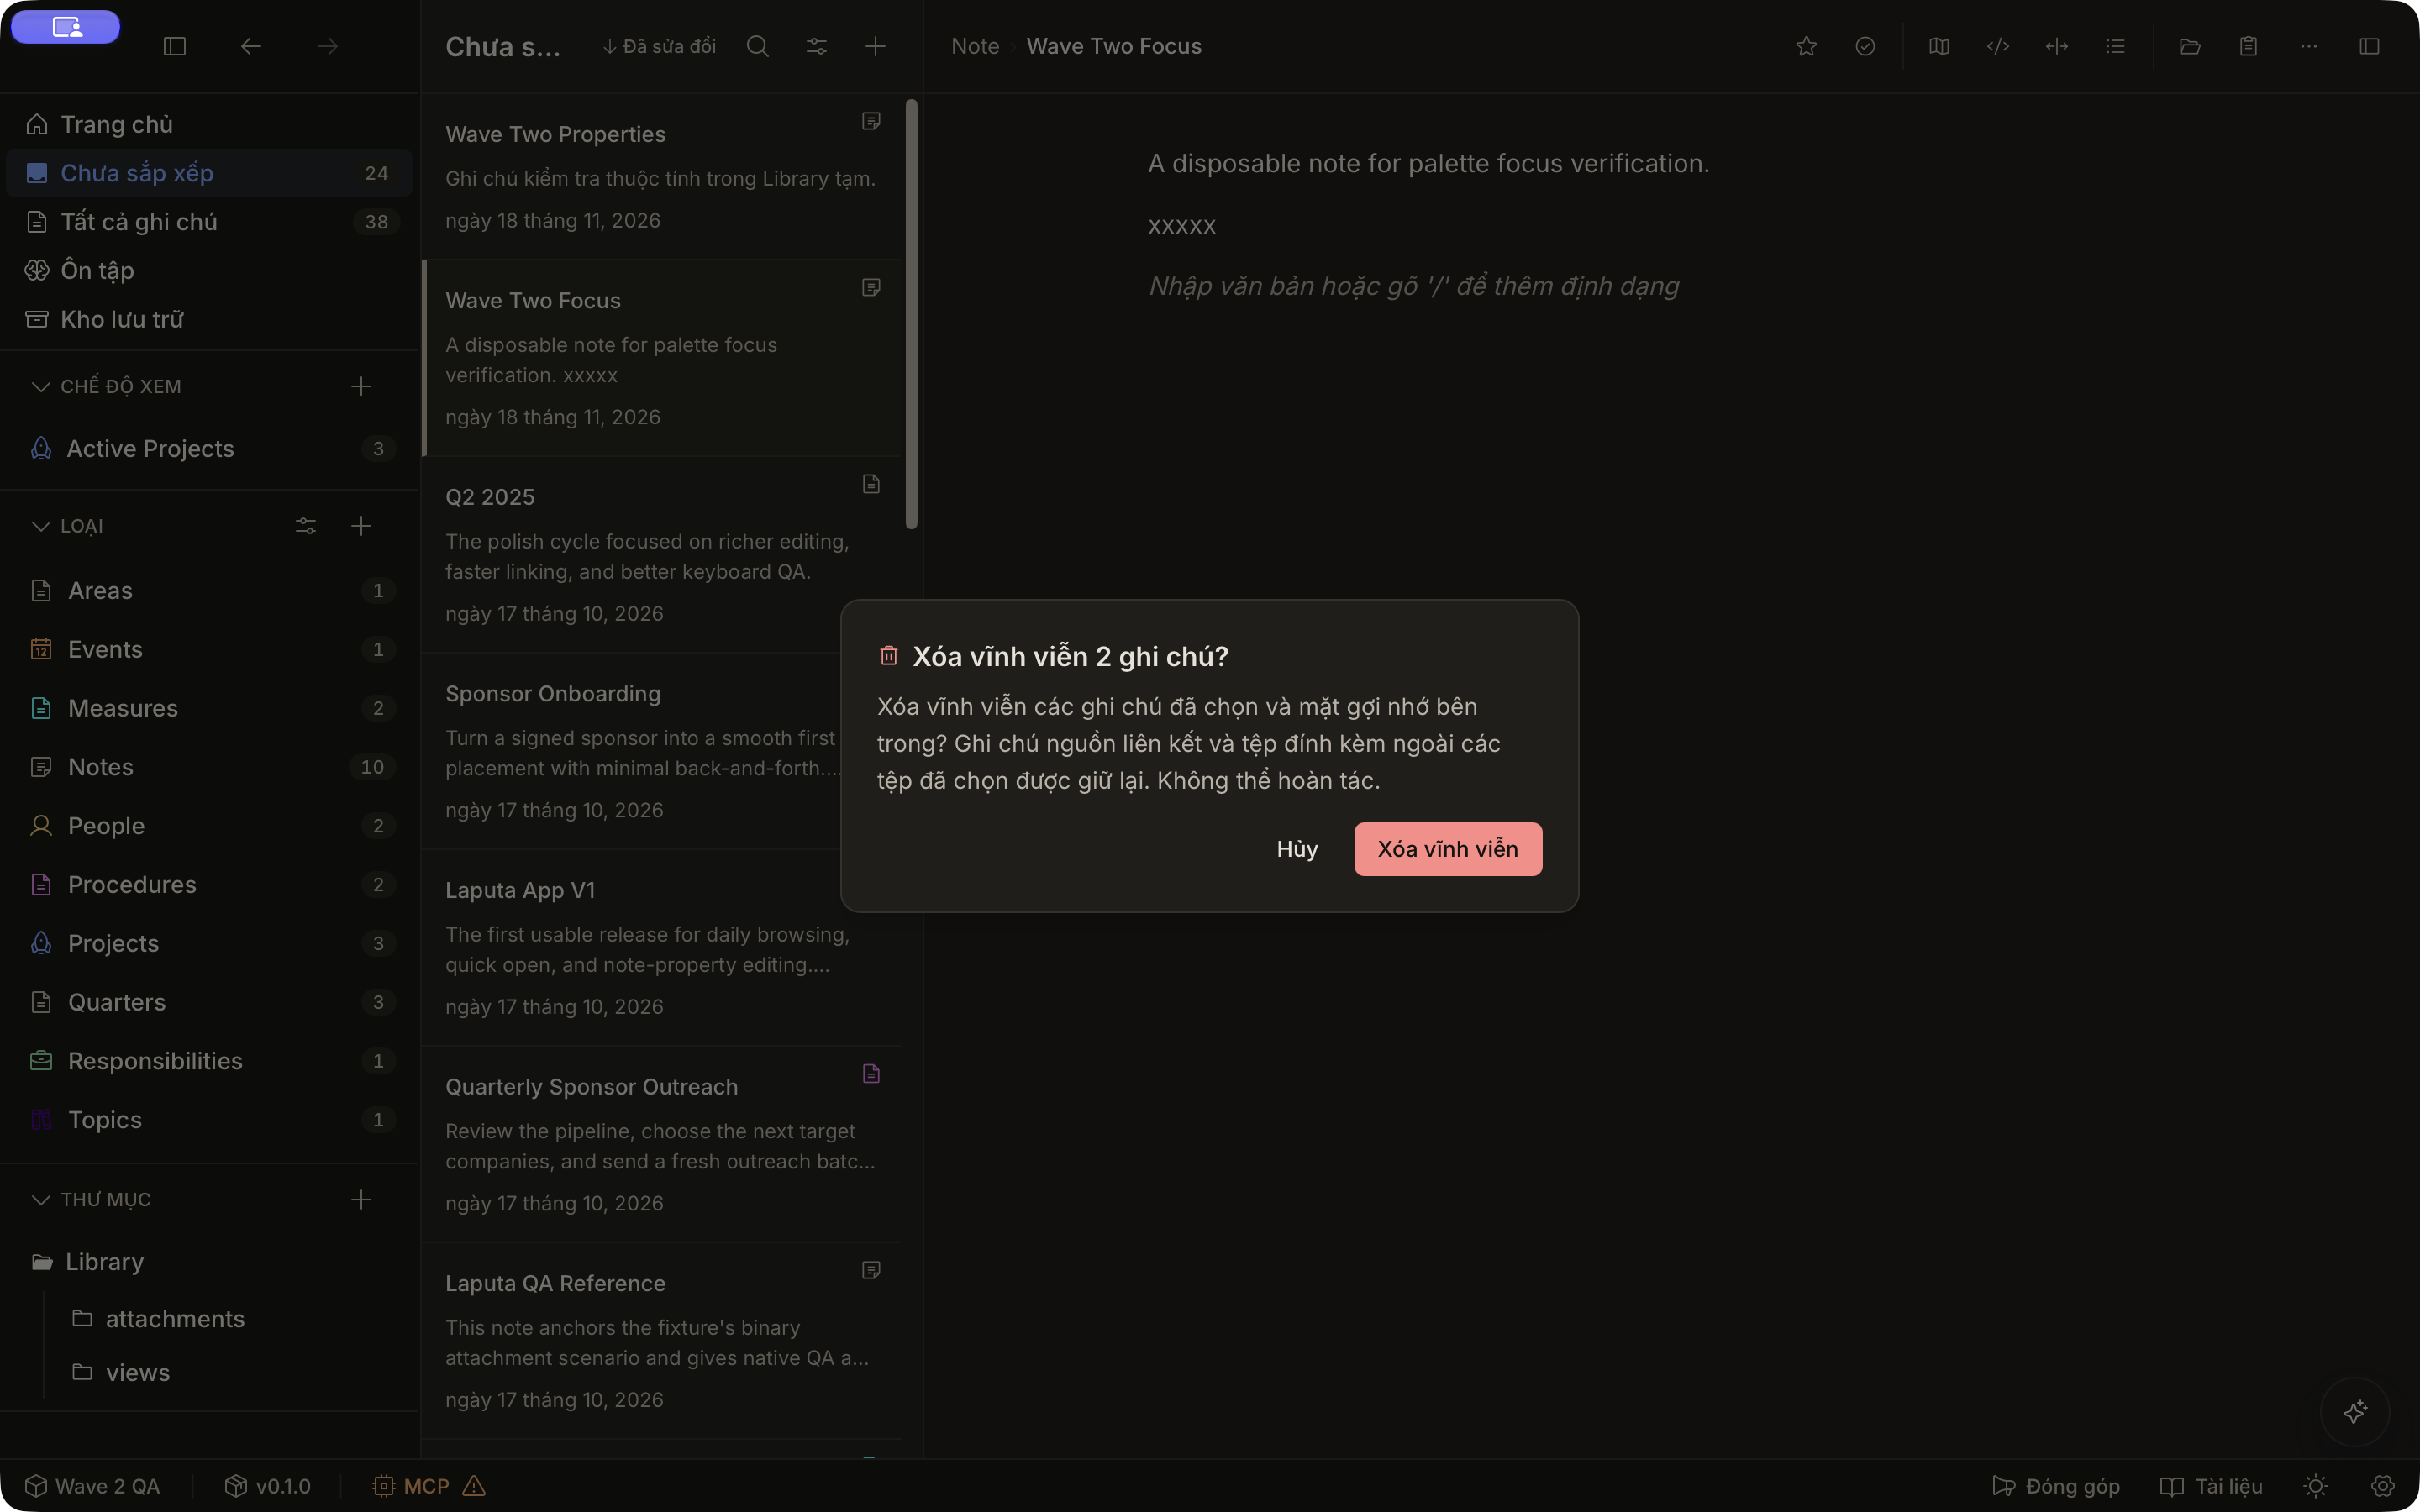 Trang chủ
Chưa sắp xếp 24
Tất cả ghi chú 38
Ôn tập
Kho lưu trữ
CHẾ ĐỘ XEM
Active Projects 3
LOẠI
Areas 1
Events 1
Measures 2
Notes 10
People 2
Procedures 2
Projects 3
Quarters 3
Responsibilities 1
Topics 1
THƯ MỤC
Library
attachments
views
Chưa s... Đã sửa đổi
Wave Two Properties
Ghi chú kiểm tra thuộc tính trong Library tạm.
ngày 18 tháng 11, 2026
Wave Two Focus
A disposable note for palette focus
verification. xxxxx
ngày 18 tháng 11, 2026
Q2 2025
The polish cycle focused on richer editing,
faster linking, and better keyboard QA.
ngày 17 tháng 10, 2026
Sponsor Onboarding
Turn a signed sponsor into a smooth first
placement with minimal back-and-forth....
ngày 17 tháng 10, 2026
Laputa App V1
The first usable release for daily browsing,
quick open, and note-property editing....
ngày 17 tháng 10, 2026
Quarterly Sponsor Outreach
Review the pipeline, choose the next target
companies, and send a fresh outreach batc...
ngày 17 tháng 10, 2026
Laputa QA Reference
This note anchors the fixture's binary
attachment scenario and gives native QA a...
ngày 17 tháng 10, 2026
Note › Wave Two Focus
A disposable note for palette focus verification.
xxxxx
Nhập văn bản hoặc gõ '/' để thêm định dạng
Xóa vĩnh viễn 2 ghi chú?
Xóa vĩnh viễn các ghi chú đã chọn và mặt gợi nhớ bên
trong? Ghi chú nguồn liên kết và tệp đính kèm ngoài các
tệp đã chọn được giữ lại. Không thể hoàn tác.
Hủy Xóa vĩnh viễn
Wave 2 QA v0.1.0 MCP Đóng góp Tài liệu